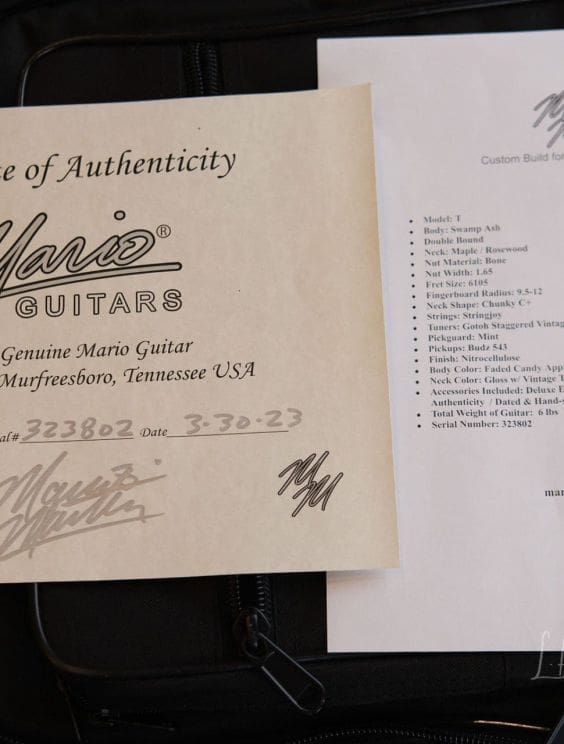 e of Authenticity
Mario®
GUITARS
Genuine Mario Guitar
Murfreesboro, Tennessee USA
al# 323802 Date 3-30-23
MM
Custom Build for
Model: T
Body: Swamp Ash
Double Bound
Neck: Maple / Rosewood
Nut Material: Bone
Nut Width: 1.65
Fret Size: 6105
Fingerboard Radius: 9.5-12
Neck Shape: Chunky C+
Strings: Stringjoy
Tuners: Gotoh Staggered Vintag
Pickguard: Mint
Pickups: Budz 543
Finish: Nitrocellulose
Body Color: Faded Candy App
Neck Color: Gloss w/ Vintage T
Accessories Included: Deluxe E
Authenticity / Dated & Hand-s
Total Weight of Guitar: 6 lbs
Serial Number: 323802
mar